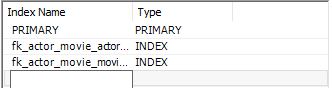 Index Name Type
PRIMARY PRIMARY
fk_actor_movie_actor... INDEX
fk_actor_movie_movi... INDEX